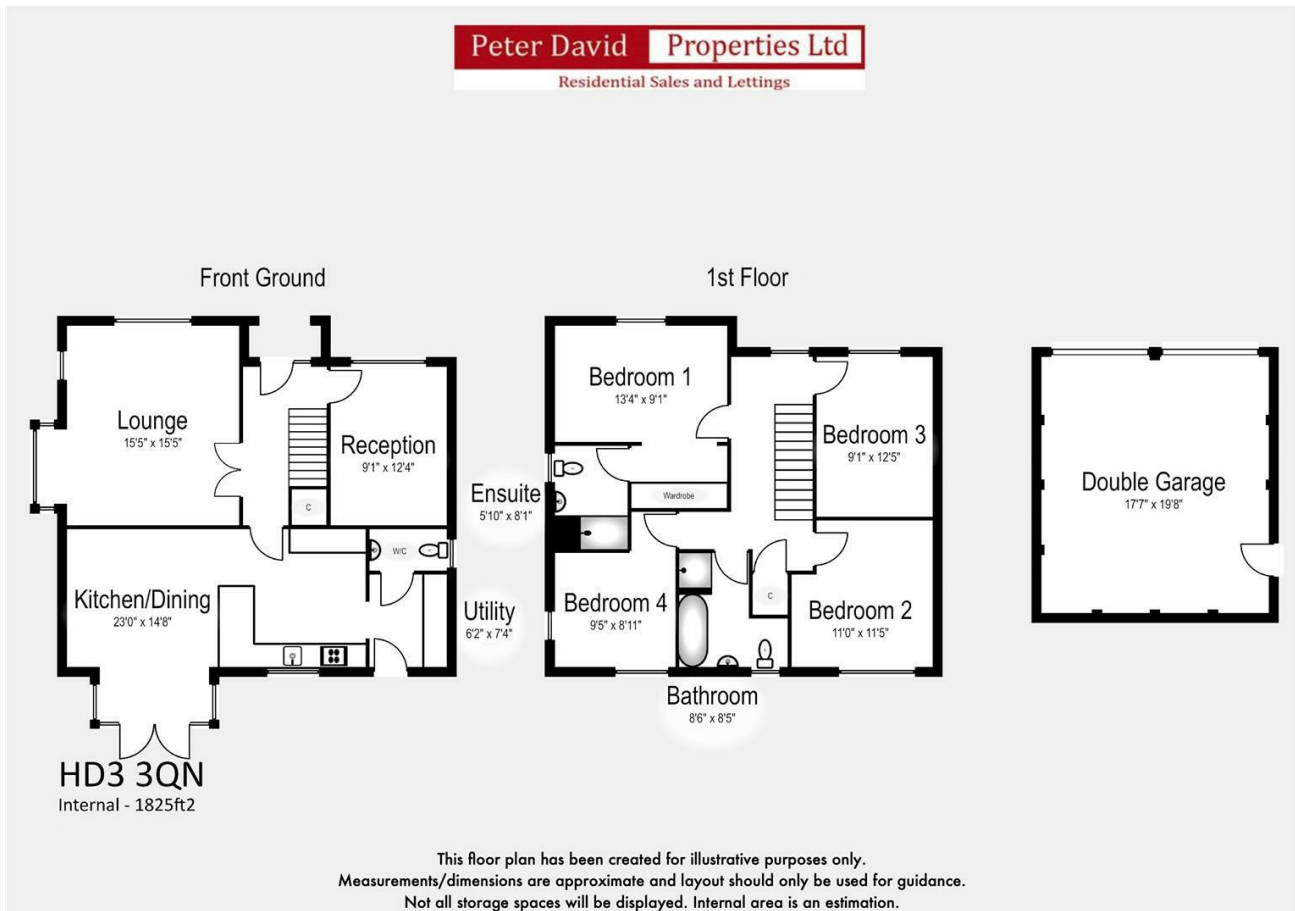 Peter David Properties Ltd
Residential Sales and Lettings
Front Ground
1st Floor
Lounge
15'5" x 15'5"
Reception
9'1" x 12'4"
C
W/C
Kitchen/Dining
23'0" x 14'8"
Utility
6'2" x 7'4"
Bedroom 1
13'4" x 9'1"
Bedroom 3
9'1" x 12'5"
Ensuite
5'10" x 8'1"
Wardrobe
Bedroom 4
9'5" x 8'11"
C
Bedroom 2
11'0" x 11'5"
Bathroom
8'6" x 8'5"
Double Garage
17'7" x 19'8"
HD3 3QN
Internal - 1825ft2
This floor plan has been created for illustrative purposes only.
Measurements/dimensions are approximate and layout should only be used for guidance.
Not all storage spaces will be displayed. Internal area is an estimation.